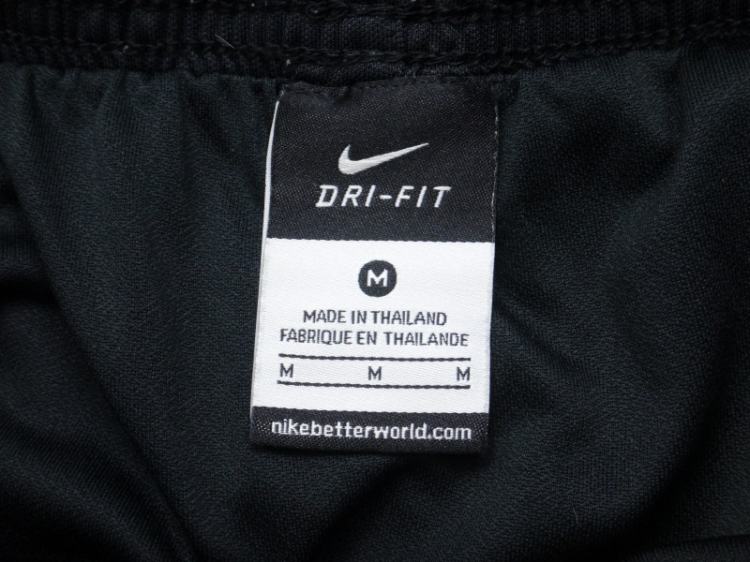 DRI-FIT
M
MADE IN THAILAND
FABRIQUE EN THAILANDE
M M M
nikebetterworld.com